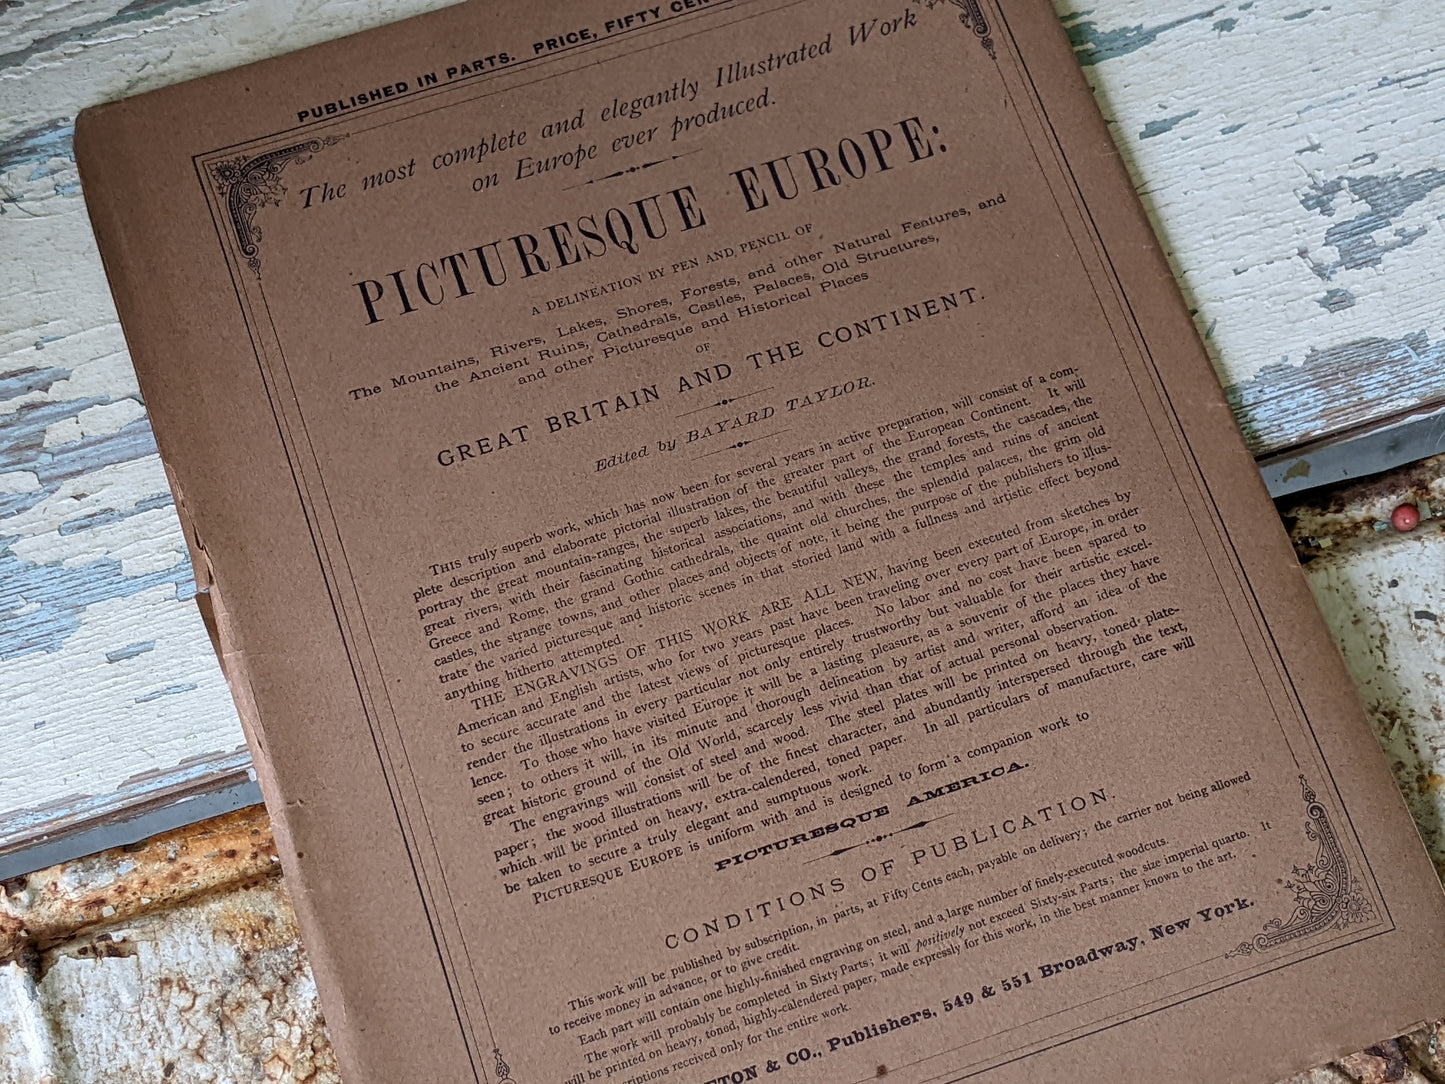 PUBLISHED IN PARTS. PRICE, FIFTY CEN
The most complete and elegantly Illustrated Work
on Europe ever produced.
PICTURESQUE EUROPE:
A DELINEATION BY PEN AND PENCIL OF
The Mountains, Rivers, Lakes, Shores, Forests, and other Natural Features, and
the Ancient Ruins, Cathedrals, Castles, Palaces, Old Structures,
and other Picturesque and Historical Places
OF
GREAT BRITAIN AND THE CONTINENT.
Edited by BAYARD TAYLOR.
THIS truly superb work, which has now been for several years in active preparation, will consist of a com-
plete description and elaborate pictorial illustration of the greater part of the European Continent. It will
portray the great mountain-ranges, the superb lakes, the beautiful valleys, the grand forests, the cascades, the
great rivers, with their fascinating historical associations, and with these the temples and ruins of ancient
Greece and Rome, the grand Gothic cathedrals, the quaint old churches, the splendid palaces, the grim old
castles, the strange towns, and other places and objects of note, it being the purpose of the publishers to illus-
trate the varied picturesque and historic scenes in that storied land with a fullness and artistic effect beyond
anything hitherto attempted.
THE ENGRAVINGS OF THIS WORK ARE ALL NEW, having been executed from sketches by
American and English artists, who for two years past have been traveling over every part of Europe, in order
to secure accurate and the latest views of picturesque places. No labor and no cost have been spared to
render the illustrations in every particular not only entirely trustworthy but valuable for their artistic excel-
lence. To those who have visited Europe it will be a lasting pleasure, as a souvenir of the places they have
seen; to others it will, in its minute and thorough delineation by artist and writer, afford an idea of the
great historic ground of the Old World, scarcely less vivid than that of actual personal observation.
The engravings will consist of steel and wood. The steel plates will be printed on heavy, toned plate-
paper; the wood illustrations will be of the finest character, and abundantly interspersed through the text,
which will be printed on heavy, extra-calendered, toned paper. In all particulars of manufacture, care will
be taken to secure a truly elegant and sumptuous work.
PICTURESQUE EUROPE is uniform with and is designed to form a companion work to
PICTURESQUE AMERICA.
CONDITIONS OF PUBLICATION.
This work will be published by subscription, in parts, at Fifty Cents each, payable on delivery; the carrier not being allowed
to receive money in advance, or to give credit.
Each part will contain one highly-finished engraving on steel, and a large number of finely-executed woodcuts.
The work will probably be completed in Sixty Parts; it will positively not exceed Sixty-six Parts; the size imperial quarto. It
will be printed on heavy, toned, highly-calendered paper, made expressly for this work, in the best manner known to the art.
criptions received only for the entire work.
TON & CO., Publishers, 549 & 551 Broadway, New York.